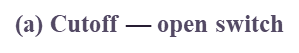 (a) Cutoff — open switch